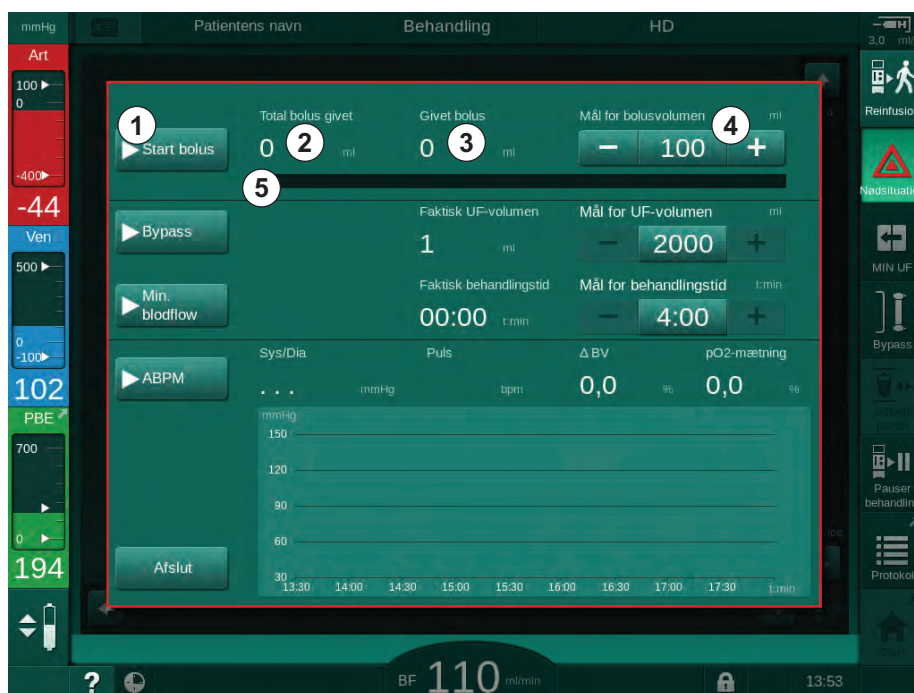 mmHg
Patientens navn
Behandling
HD
3,0 ml/
Art
100
0
-400
-44
Ven
500
0
-100
102
PBE
700
0
194
1
Start bolus
Total bolus givet
0 2 ml
Givet bolus
0 3 ml
Mål for bolusvolumen 4 ml
− 100 +
5
Bypass
Faktisk UF-volumen
1 ml
Mål for UF-volumen ml
− 2000 +
Min.
blodflow
Faktisk behandlingstid
00:00 t:min
Mål for behandlingstid t:min
− 4:00 +
ABPM
Sys/Dia
. . . mmHg
Puls
bpm
Δ BV
0,0 %
pO2-mætning
0,0 %
mmHg
150
120
90
60
30
13:30 14:00 14:30 15:00 15:30 16:00 16:30 17:00 17:30 t:min
Afslut
Reinfusio
Nødsituati
MIN UF
Bypass
Pauser
behandlin
Protokol
Start
? BF 110 ml/min 13:53